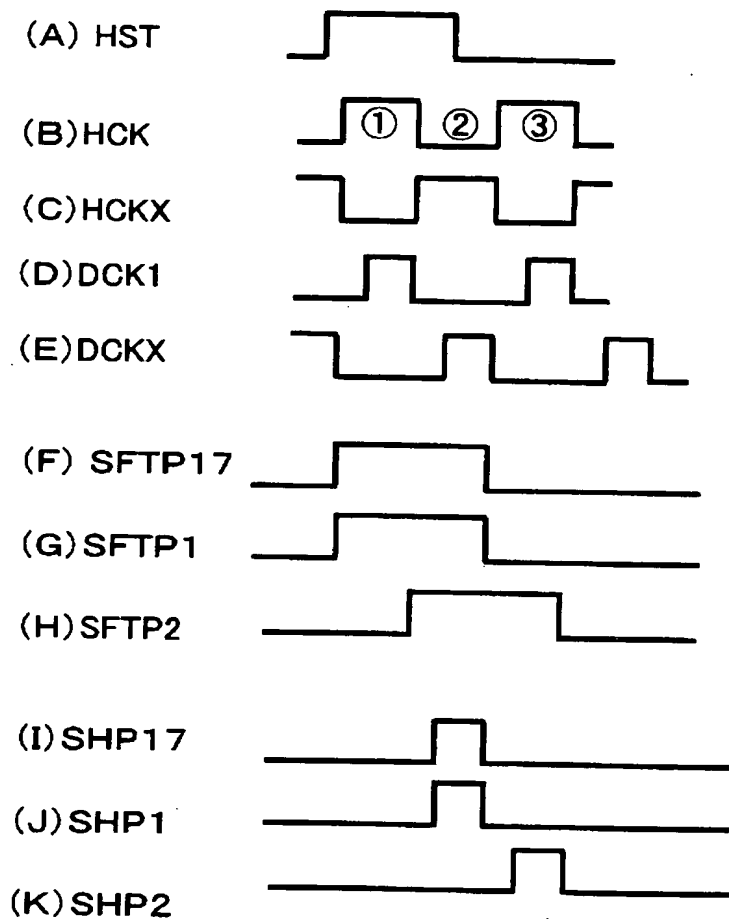 (A) HST
(B)HCK ① ② ③
(C)HCKX
(D)DCK1
(E)DCKX
(F) SFTP17
(G)SFTP1
(H)SFTP2
(I)SHP17
(J)SHP1
(K)SHP2